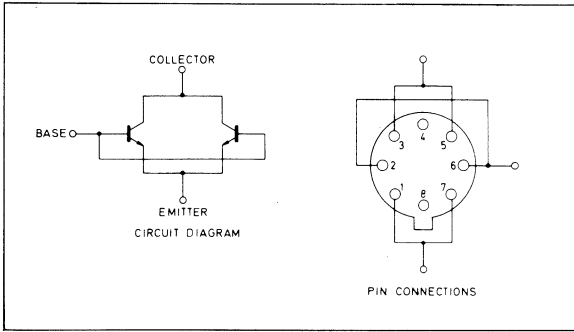 COLLECTOR
BASE
EMITTER
CIRCUIT DIAGRAM
4
3 5
2 6
1 7
8
PIN CONNECTIONS